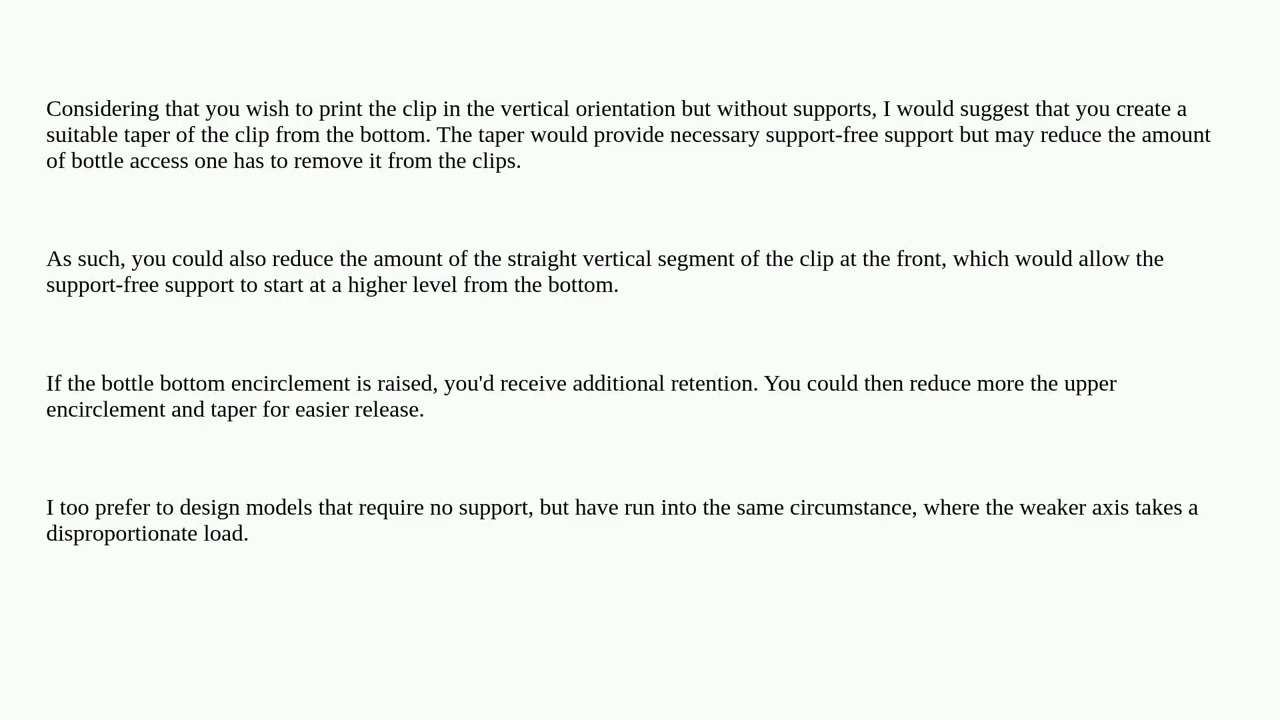 Considering that you wish to print the clip in the vertical orientation but without supports, I would suggest that you create a
suitable taper of the clip from the bottom. The taper would provide necessary support-free support but may reduce the amount
of bottle access one has to remove it from the clips.
As such, you could also reduce the amount of the straight vertical segment of the clip at the front, which would allow the
support-free support to start at a higher level from the bottom.
If the bottle bottom encirclement is raised, you'd receive additional retention. You could then reduce more the upper
encirclement and taper for easier release.
I too prefer to design models that require no support, but have run into the same circumstance, where the weaker axis takes a
disproportionate load.